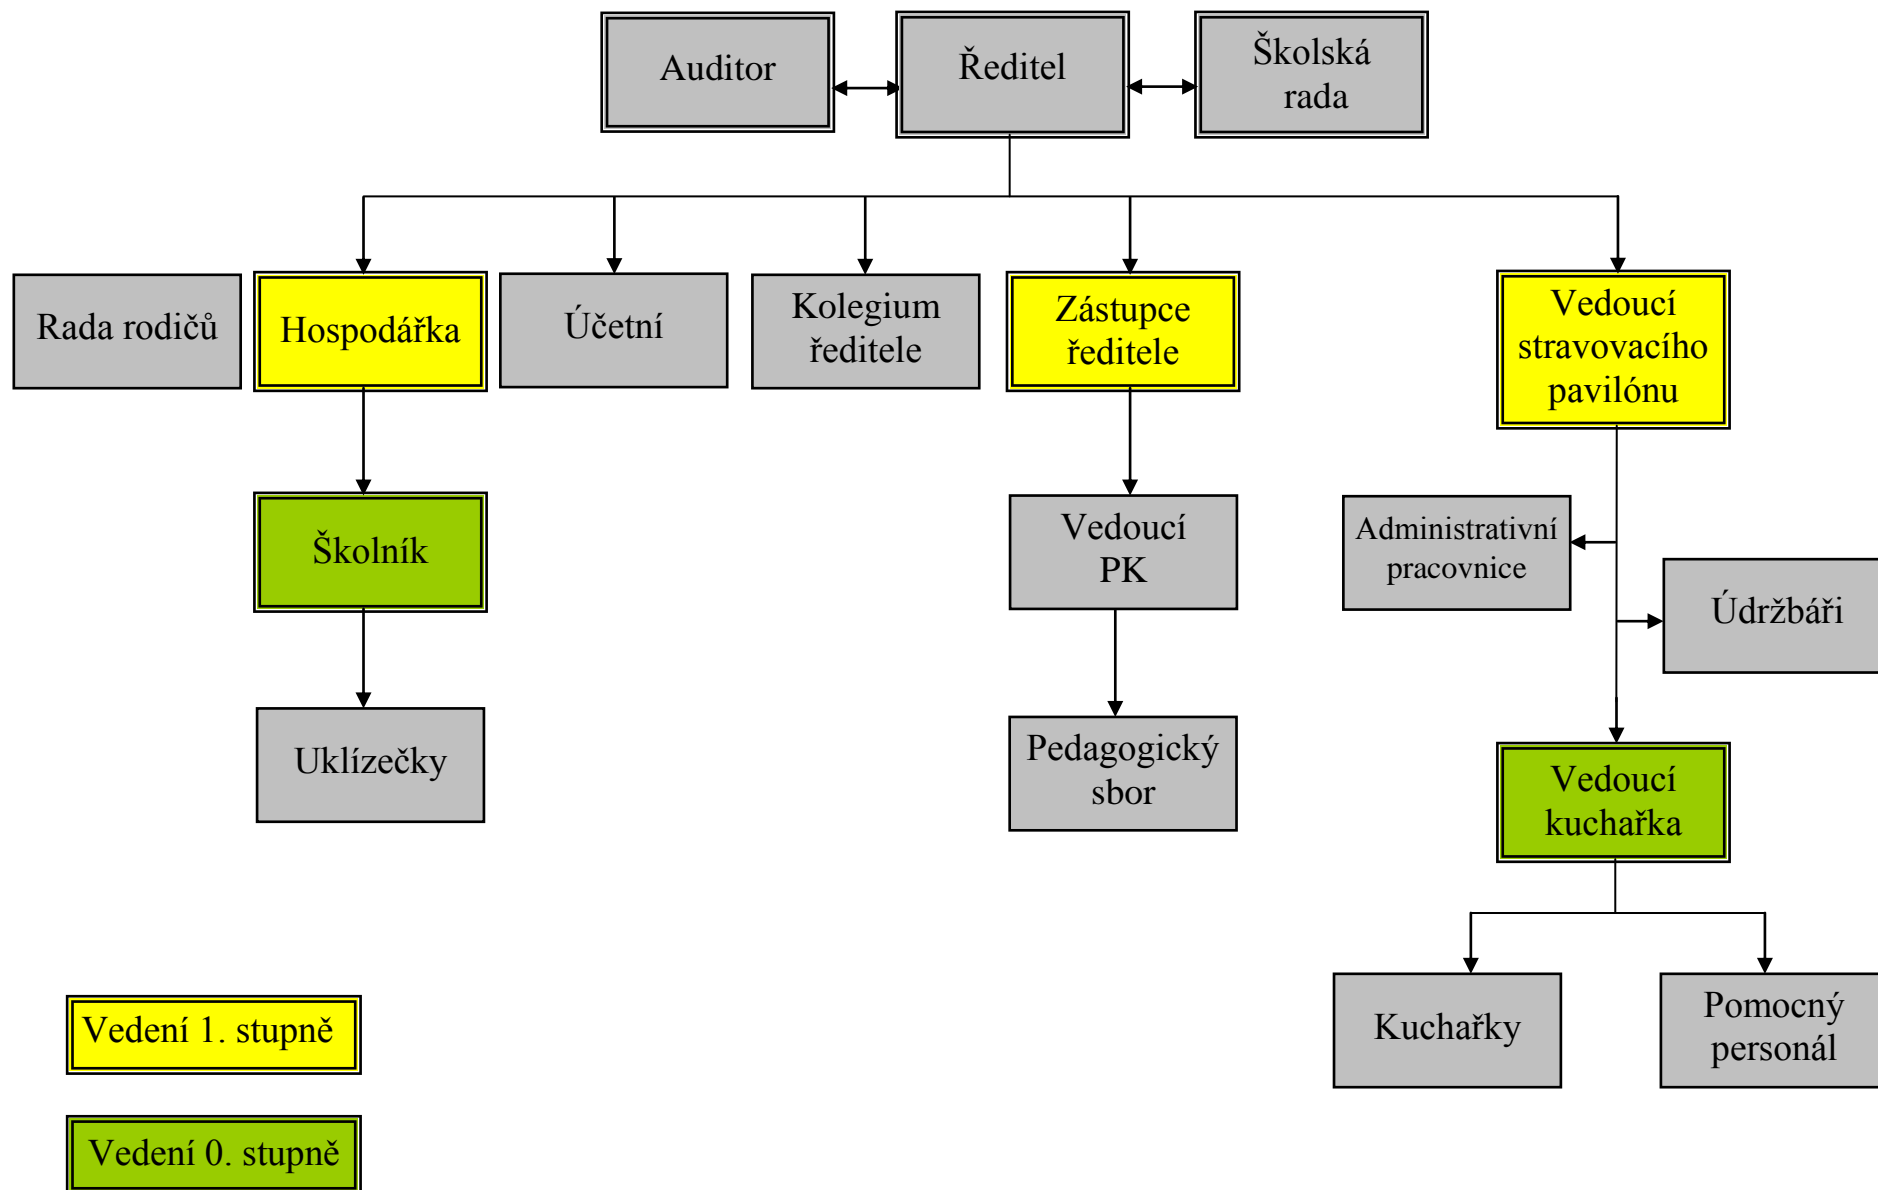 Auditor
Ředitel
Školská
rada
Rada rodičů
Hospodářka
Účetní
Kolegium
ředitele
Zástupce
ředitele
Vedoucí
stravovacího
pavilónu
Školník
Vedoucí
PK
Administrativní
pracovnice
Údržbáři
Uklízečky
Pedagogický
sbor
Vedoucí
kuchařka
Kuchařky
Pomocný
personál
Vedení 1. stupně
Vedení 0. stupně